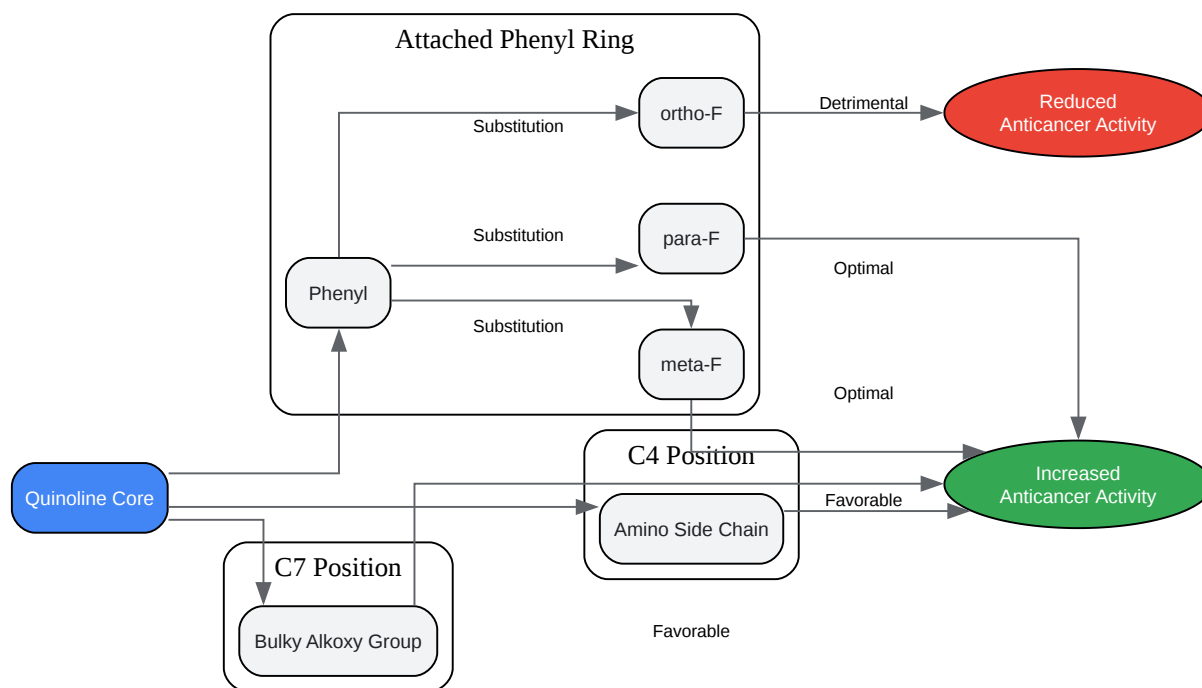 Attached Phenyl Ring
ortho-F
Detrimental
Reduced
Anticancer Activity
Substitution
Substitution
para-F
Optimal
Phenyl
Substitution
meta-F
Optimal
C4 Position
Quinoline Core
Increased
Anticancer Activity
Favorable
Amino Side Chain
C7 Position
Bulky Alkoxy Group
Favorable